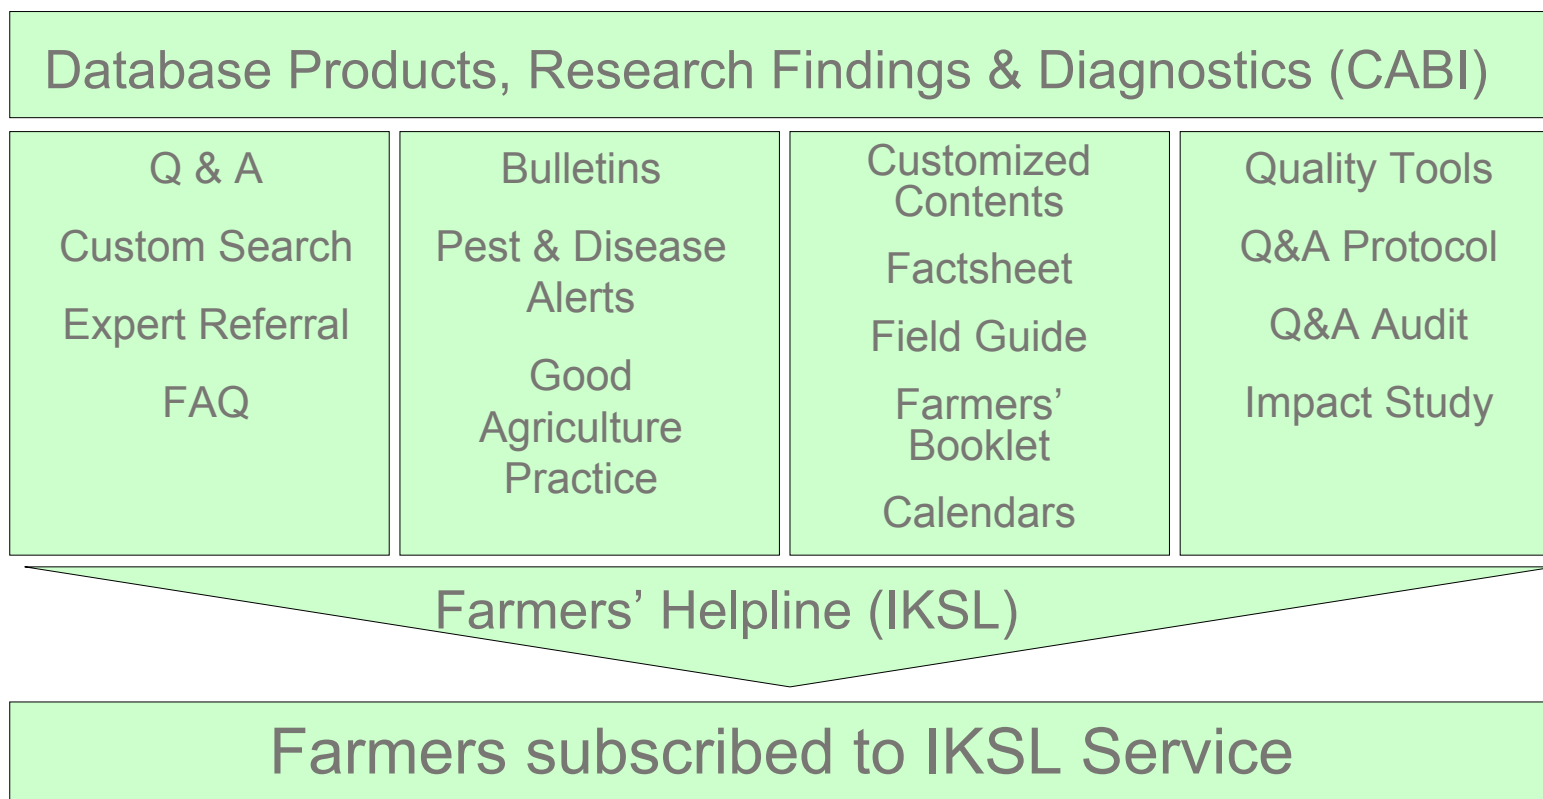 Database Products, Research Findings & Diagnostics (CABI)
Q & A
Custom Search
Expert Referral
FAQ
Bulletins
Pest & Disease
Alerts
Good
Agriculture
Practice
Customized
Contents
Factsheet
Field Guide
Farmers’
Booklet
Calendars
Quality Tools
Q&A Protocol
Q&A Audit
Impact Study
Farmers’ Helpline (IKSL)
Farmers subscribed to IKSL Service